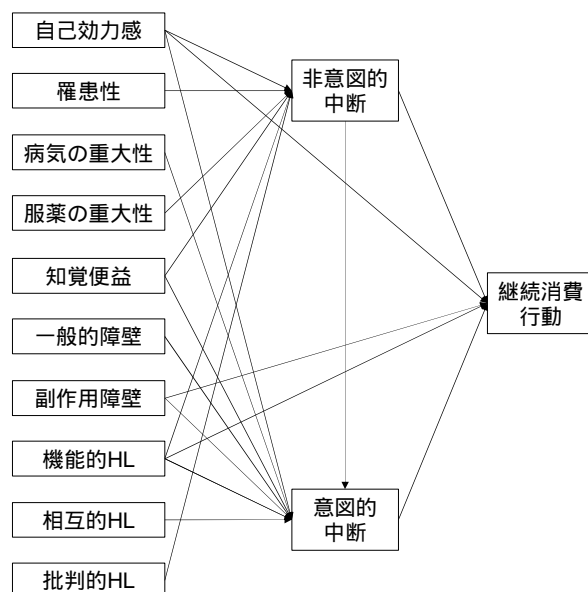 自己効力感
罹患性
病気の重大性
服薬の重大性
知覚便益
一般的障壁
副作用障壁
機能的HL
相互的HL
批判的HL
非意図的
中断
意図的
中断
継続消費
行動